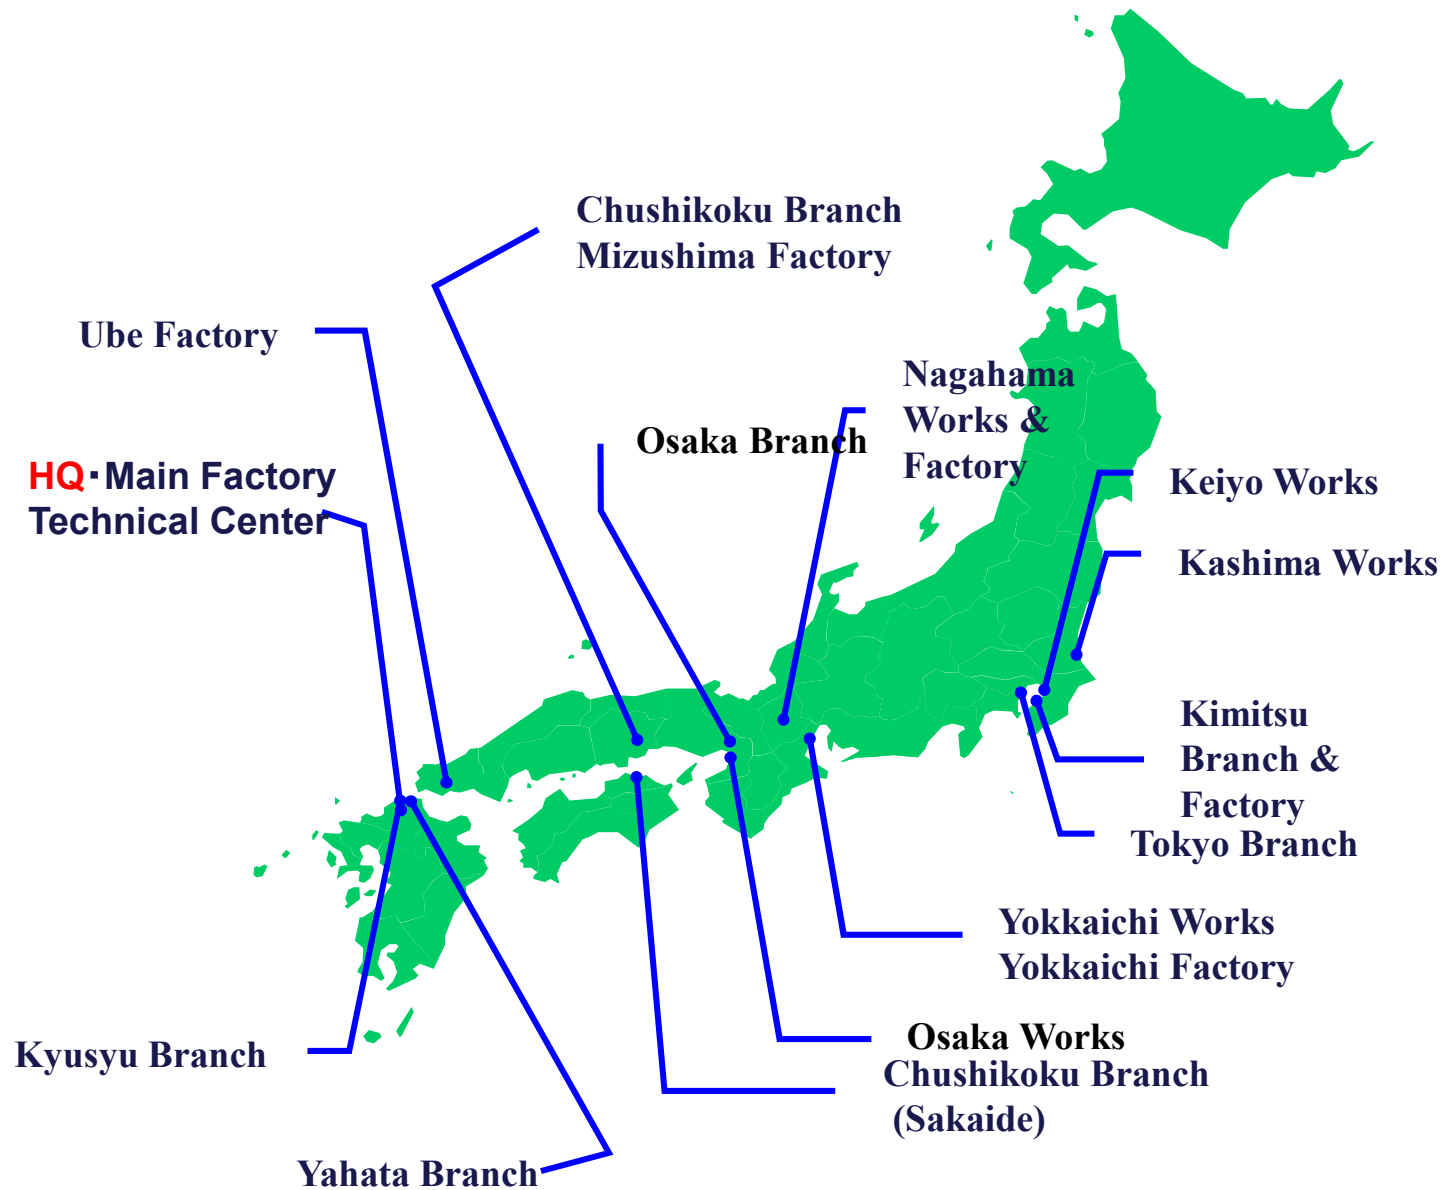 Chushikoku Branch
Mizushima Factory
Ube Factory
Nagahama
Works &
Factory
Osaka Branch
HQ・Main Factory
Technical Center
Keiyo Works
Kashima Works
Kimitsu
Branch &
Factory
Tokyo Branch
Yokkaichi Works
Yokkaichi Factory
Osaka Works
Kyusyu Branch
Chushikoku Branch
(Sakaide)
Yahata Branch